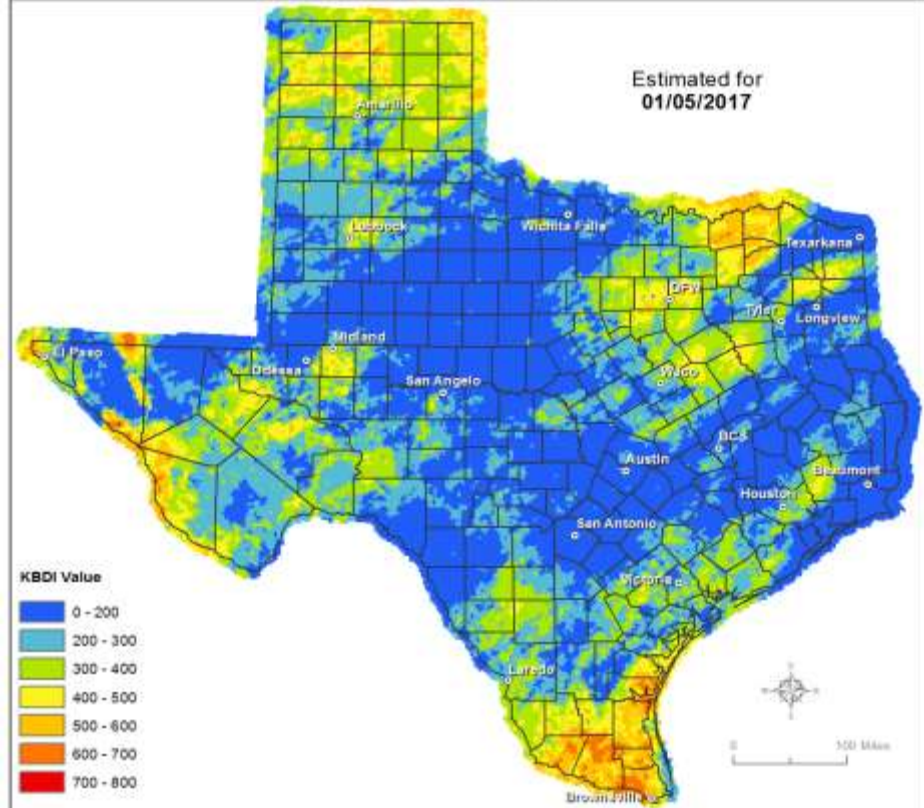 Estimated for
01/05/2017
Amarillo
Lubbock
Wichita Falls
Texarkana
DFW
Tyler
Longview
El Paso
Midland
Odessa
San Angelo
Waco
BCS
Austin
Beaumont
Houston
San Antonio
Victoria
KBDI Value
0 - 200
200 - 300
300 - 400
400 - 500
500 - 600
600 - 700
700 - 800
Laredo
0 100 Miles
Brownsville